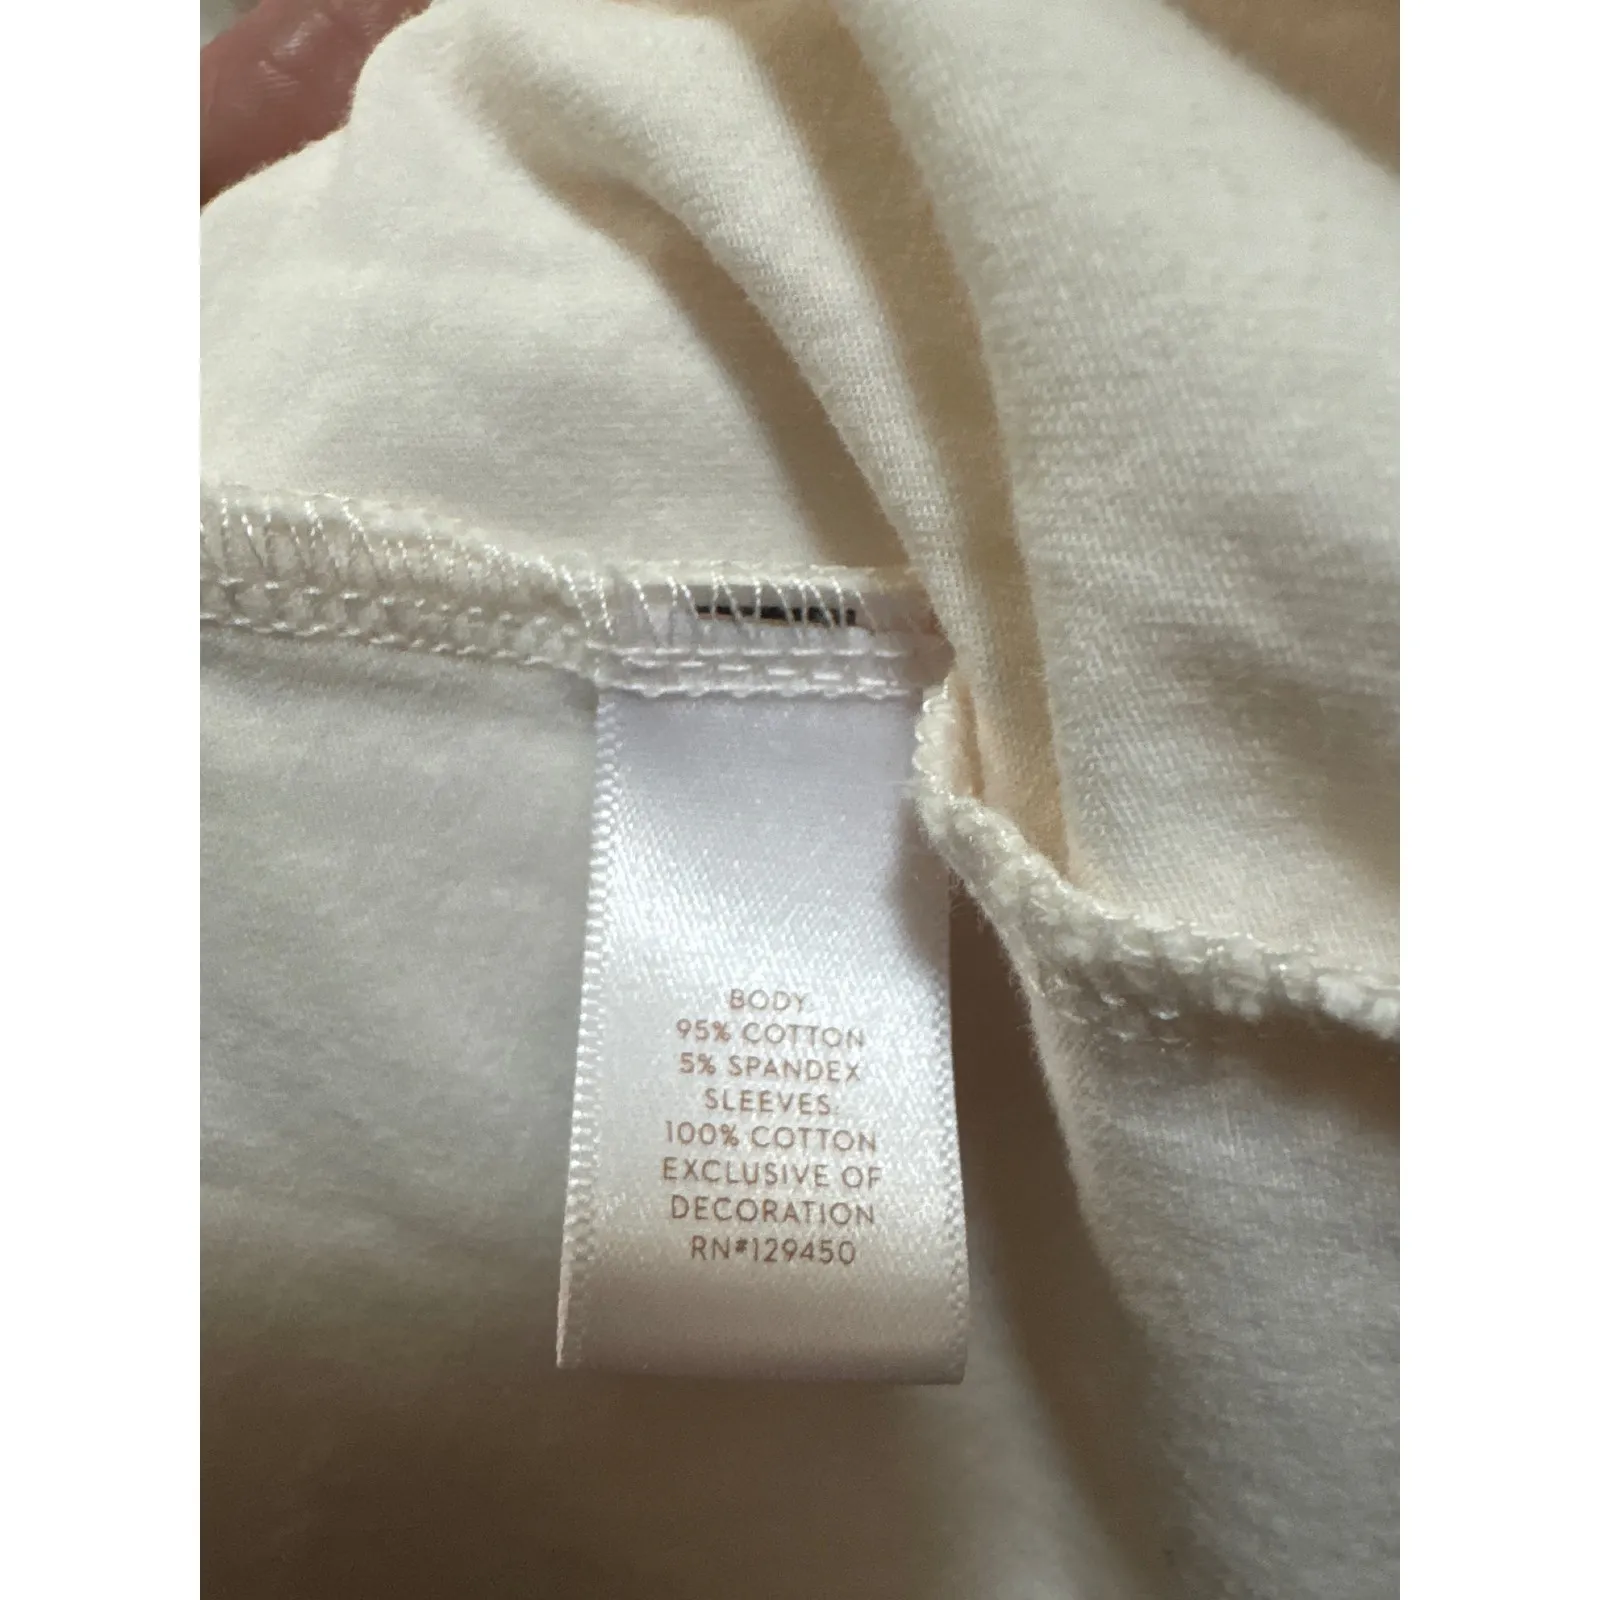 BODY
95% COTTON
5% SPANDEX
SLEEVES:
100% COTTON
EXCLUSIVE OF
DECORATION
RN#129450